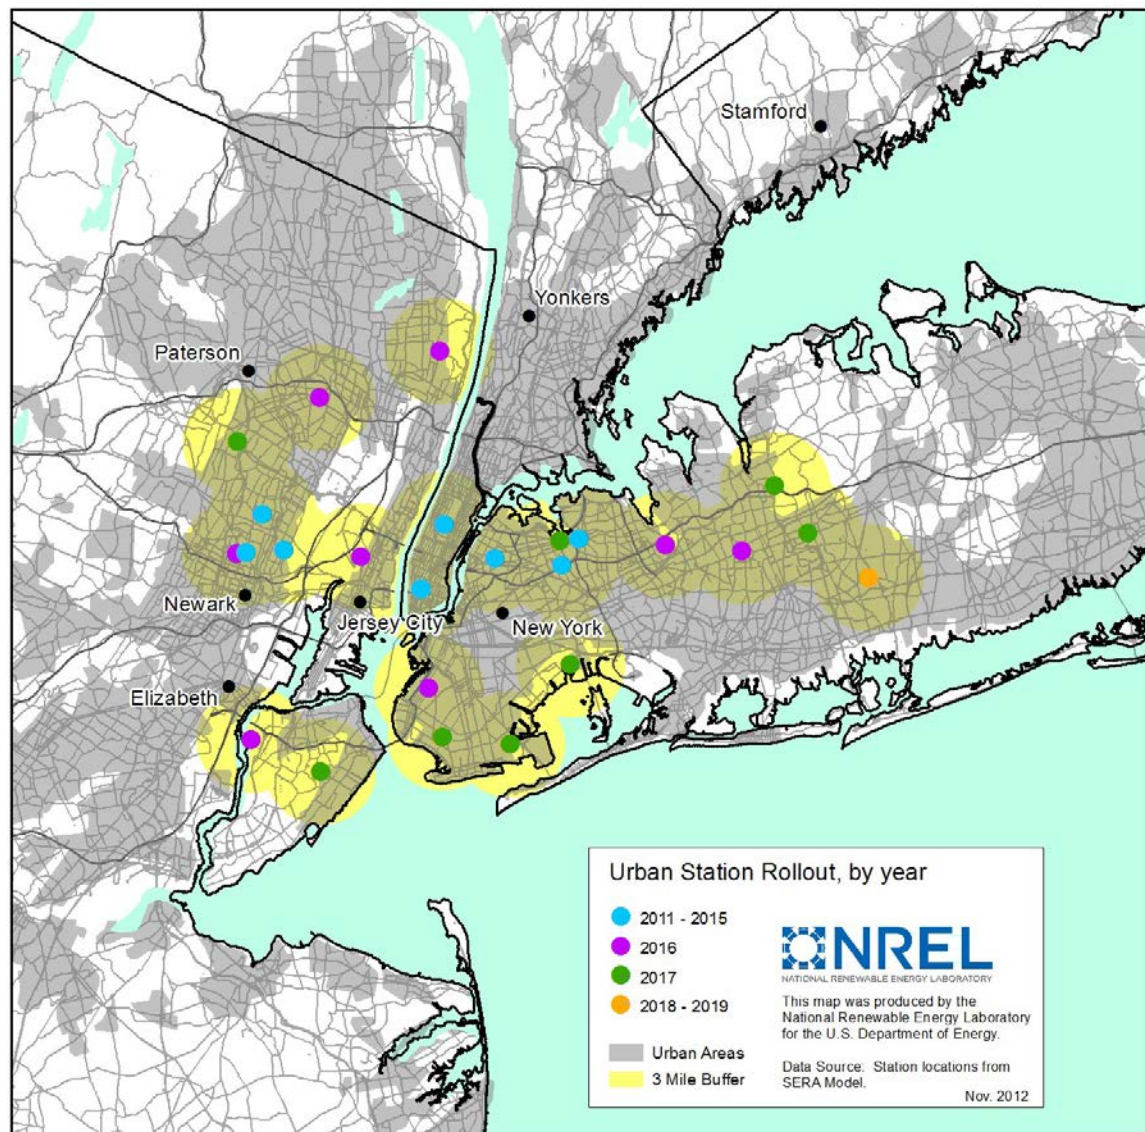 Stamford
Yonkers
Paterson
Newark
Jersey City
New York
Elizabeth
Urban Station Rollout, by year
2011 - 2015
2016
2017
2018 - 2019
Urban Areas
3 Mile Buffer
NREL
NATIONAL RENEWABLE ENERGY LABORATORY
This map was produced by the
National Renewable Energy Laboratory
for the U.S. Department of Energy.
Data Source: Station locations from
SERA Model.
Nov. 2012